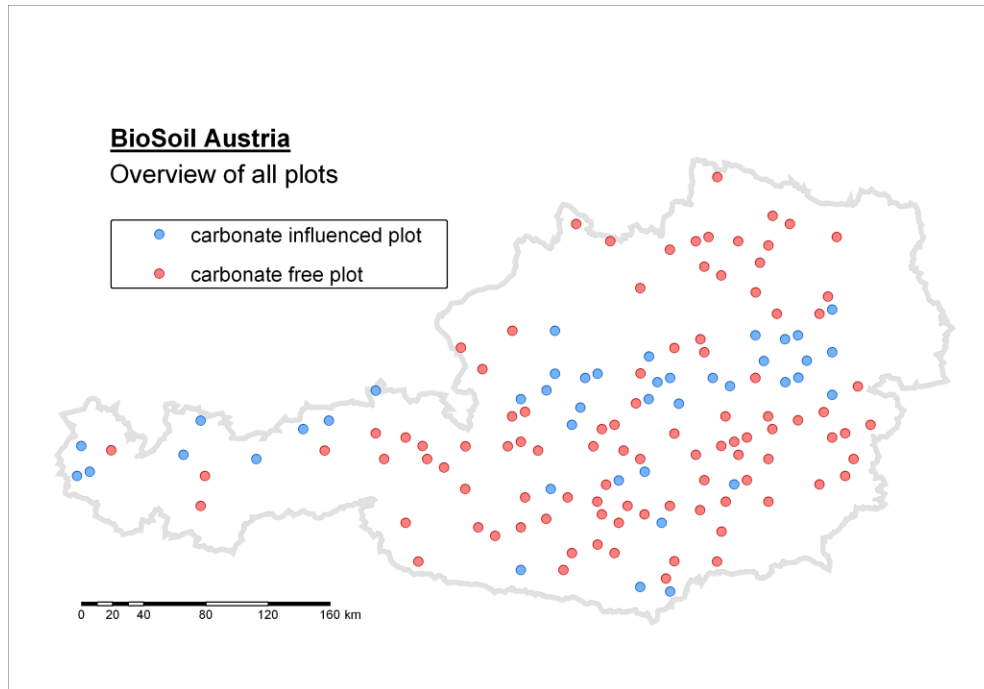 BioSoil Austria
Overview of all plots
carbonate influenced plot
carbonate free plot
0 20 40 80 120 160 km